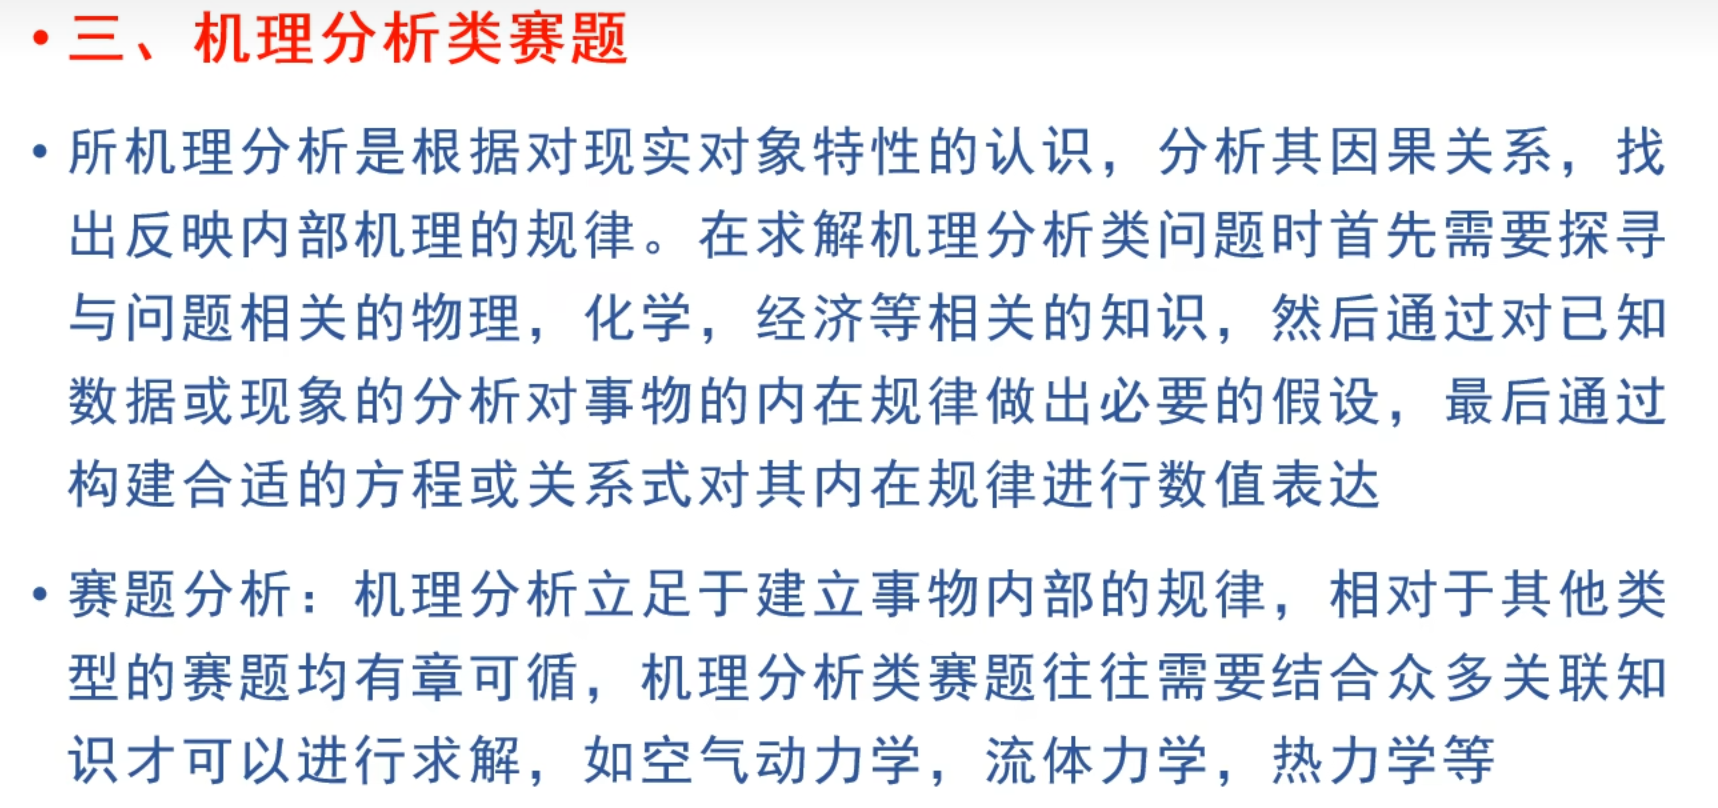 • 三、机理分析类赛题
• 所机理分析是根据对现实对象特性的认识，分析其因果关系，找
出反映内部机理的规律。在求解机理分析类问题时首先需要探寻
与问题相关的物理，化学，经济等相关的知识，然后通过对已知
数据或现象的分析对事物的内在规律做出必要的假设，最后通过
构建合适的方程或关系式对其内在规律进行数值表达
• 赛题分析：机理分析立足于建立事物内部的规律，相对于其他类
型的赛题均有章可循，机理分析类赛题往往需要结合众多关联知
识才可以进行求解，如空气动力学，流体力学，热力学等